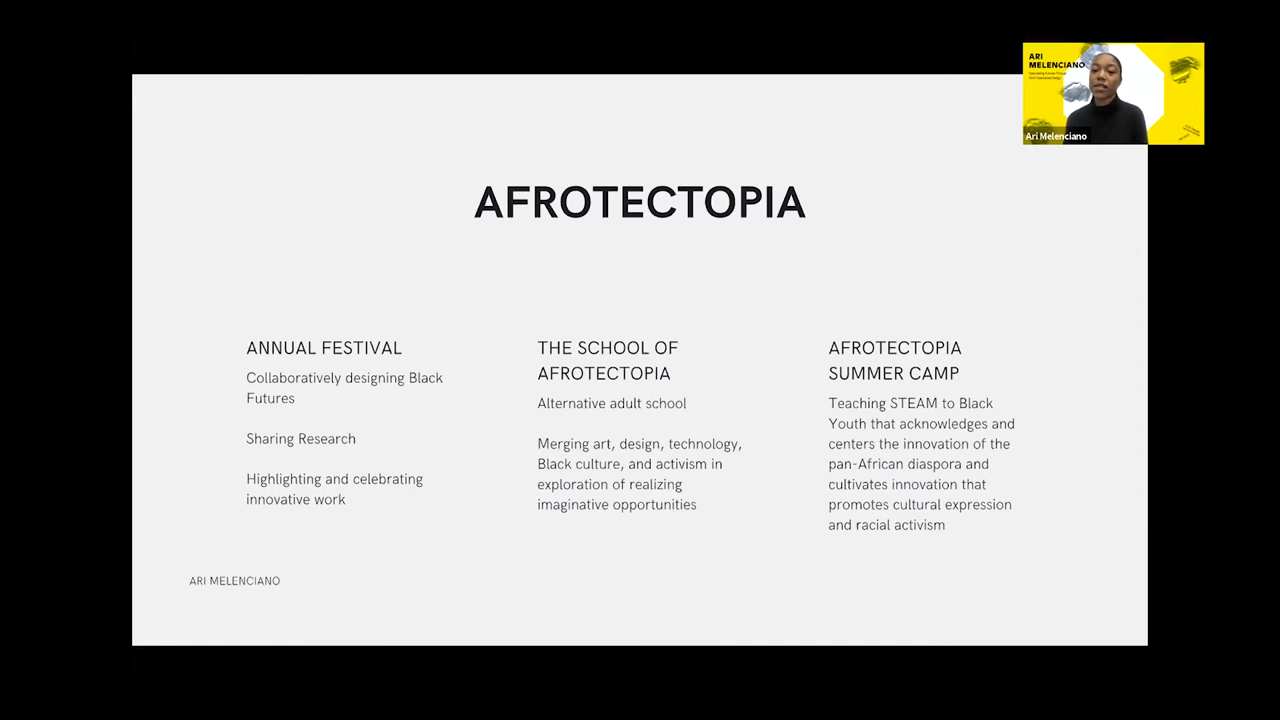 ARI
MELENCIANO
Ari Melenciano
AFROTECTOPIA
ANNUAL FESTIVAL
Collaboratively designing Black
Futures
Sharing Research
Highlighting and celebrating
innovative work
THE SCHOOL OF
AFROTECTOPIA
Alternative adult school
Merging art, design, technology,
Black culture, and activism in
exploration of realizing
imaginative opportunities
AFROTECTOPIA
SUMMER CAMP
Teaching STEAM to Black
Youth that acknowledges and
centers the innovation of the
pan-African diaspora and
cultivates innovation that
promotes cultural expression
and racial activism
ARI MELENCIANO